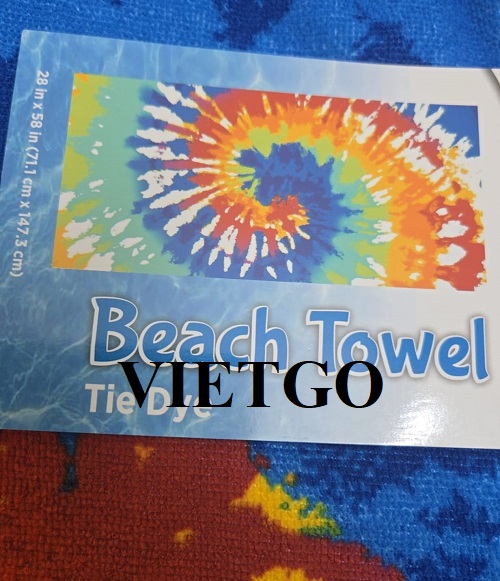 28 in x 58 in (71.1 cm x 147.3 cm)
Beach Towel
Tie Dye
VIETGO